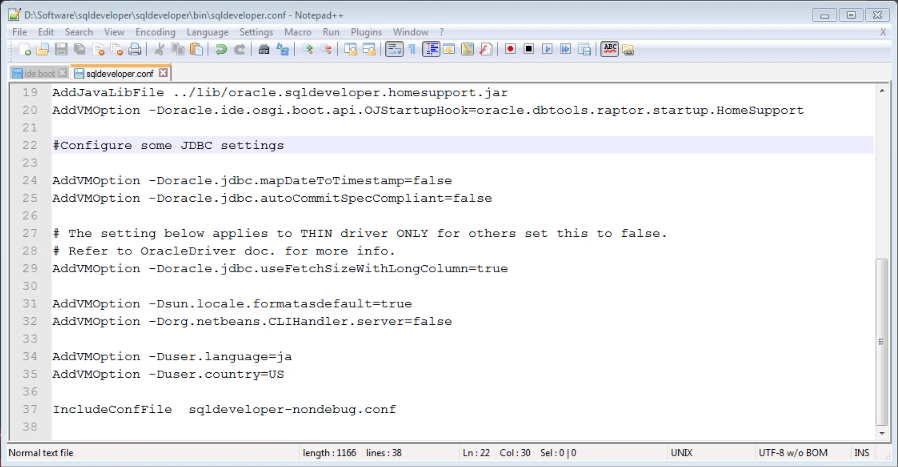 D:\Software\sqldeveloper\sqldeveloper\bin\sqldeveloper.conf - Notepad++
File Edit Search View Encoding Language Settings Macro Run Plugins Window ? X
ide.boot sqldeveloper.conf
19 AddJavaLibFile ../lib/oracle.sqldeveloper.homesupport.jar
20 AddVMOption -Doracle.ide.osgi.boot.api.OJStartupHook=oracle.dbtools.raptor.startup.HomeSupport
21
22 #Configure some JDBC settings
23
24 AddVMOption -Doracle.jdbc.mapDateToTimestamp=false
25 AddVMOption -Doracle.jdbc.autoCommitSpecCompliant=false
26
27 # The setting below applies to THIN driver ONLY for others set this to false.
28 # Refer to OracleDriver doc. for more info.
29 AddVMOption -Doracle.jdbc.useFetchSizeWithLongColumn=true
30
31 AddVMOption -Dsun.locale.formatasdefault=true
32 AddVMOption -Dorg.netbeans.CLIHandler.server=false
33
34 AddVMOption -Duser.language=ja
35 AddVMOption -Duser.country=US
36
37 IncludeConfFile  sqldeveloper-nondebug.conf
38
Normal text file length : 1166 lines : 38 Ln : 22 Col : 30 Sel : 0 | 0 UNIX UTF-8 w/o BOM INS